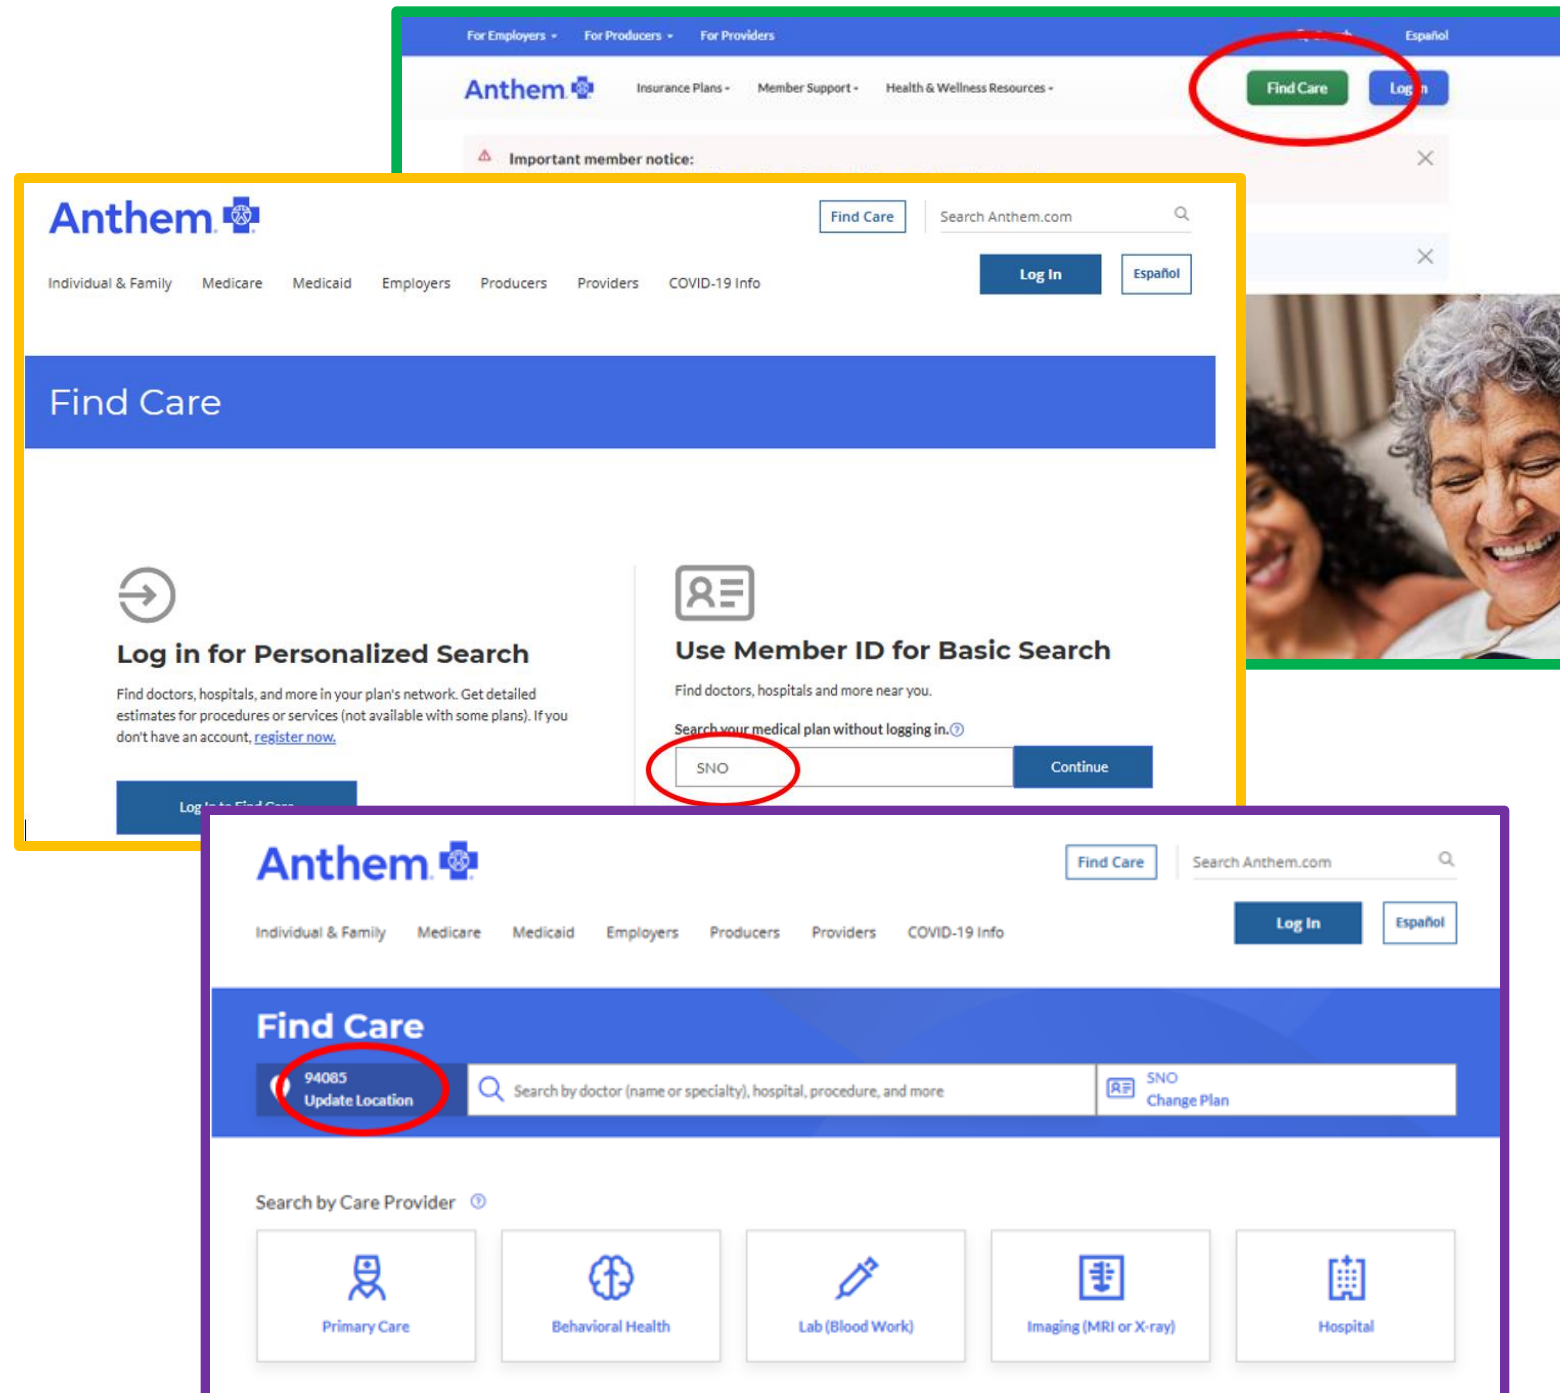 For Employers
For Producers
For Providers
Español
Anthem
Insurance Plans
Member Support
Health & Wellness Resources
Find Care
Log In
Important member notice:
Anthem
Find Care
Search Anthem.com
Individual & Family
Medicare
Medicaid
Employers
Producers
Providers
COVID-19 Info
Log In
Español
Find Care
Log in for Personalized Search
Find doctors, hospitals, and more in your plan's network. Get detailed
estimates for procedures or services (not available with some plans). If you
don't have an account, register now.
Log In to Find Care
Use Member ID for Basic Search
Find doctors, hospitals and more near you.
Search your medical plan without logging in.
SNO
Continue
Anthem
Find Care
Search Anthem.com
Individual & Family
Medicare
Medicaid
Employers
Producers
Providers
COVID-19 Info
Log In
Español
Find Care
94085
Update Location
Search by doctor (name or specialty), hospital, procedure, and more
SNO
Change Plan
Search by Care Provider
Primary Care
Behavioral Health
Lab (Blood Work)
Imaging (MRI or X-ray)
Hospital